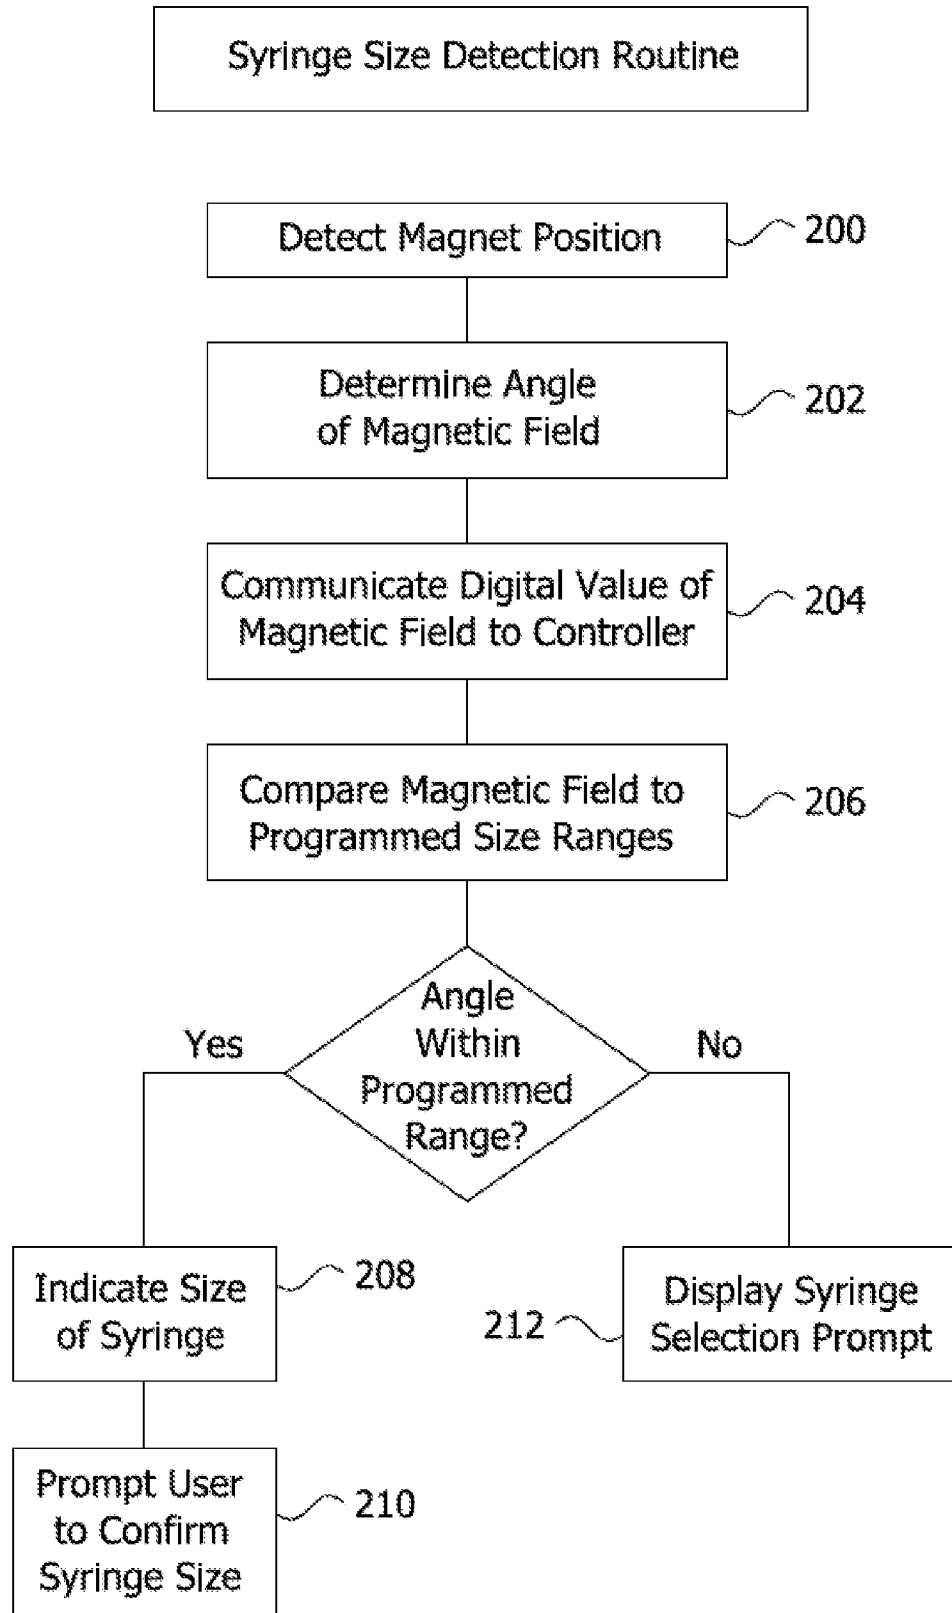 Syringe Size Detection Routine
Detect Magnet Position
200
Determine Angle
of Magnetic Field
202
Communicate Digital Value of
Magnetic Field to Controller
204
Compare Magnetic Field to
Programmed Size Ranges
206
Angle
Within
Programmed
Range?
Yes
No
Indicate Size
of Syringe
208
212
Display Syringe
Selection Prompt
Prompt User
to Confirm
Syringe Size
210